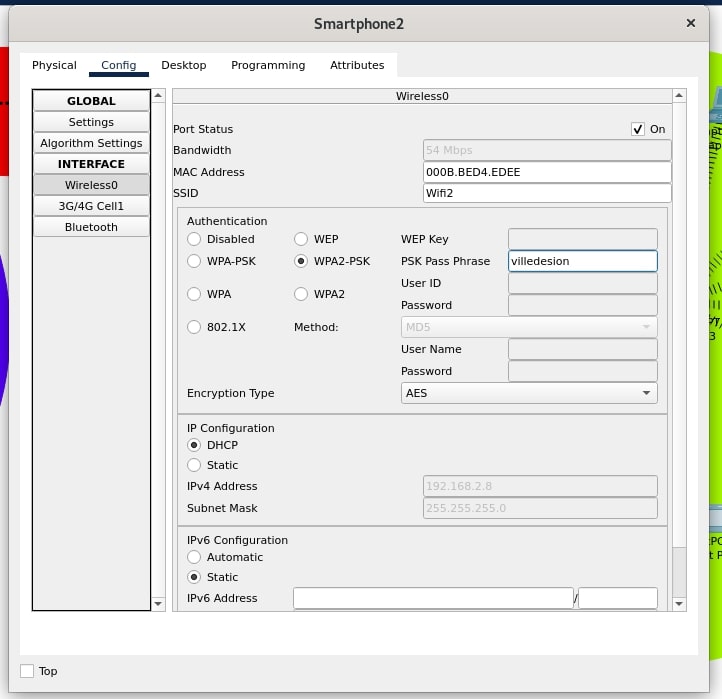 Smartphone2
Physical Config Desktop Programming Attributes
GLOBAL
Settings
Algorithm Settings
INTERFACE
Wireless0
3G/4G Cell1
Bluetooth
Wireless0
Port Status On
Bandwidth 54 Mbps
MAC Address 000B.BED4.EDEE
SSID Wifi2
Authentication
Disabled WEP WEP Key
WPA-PSK WPA2-PSK PSK Pass Phrase villedesion
User ID
WPA WPA2
Password
802.1X Method: MD5
User Name
Password
Encryption Type AES
IP Configuration
DHCP
Static
IPv4 Address 192.168.2.8
Subnet Mask 255.255.255.0
IPv6 Configuration
Automatic
Static
IPv6 Address /
Top